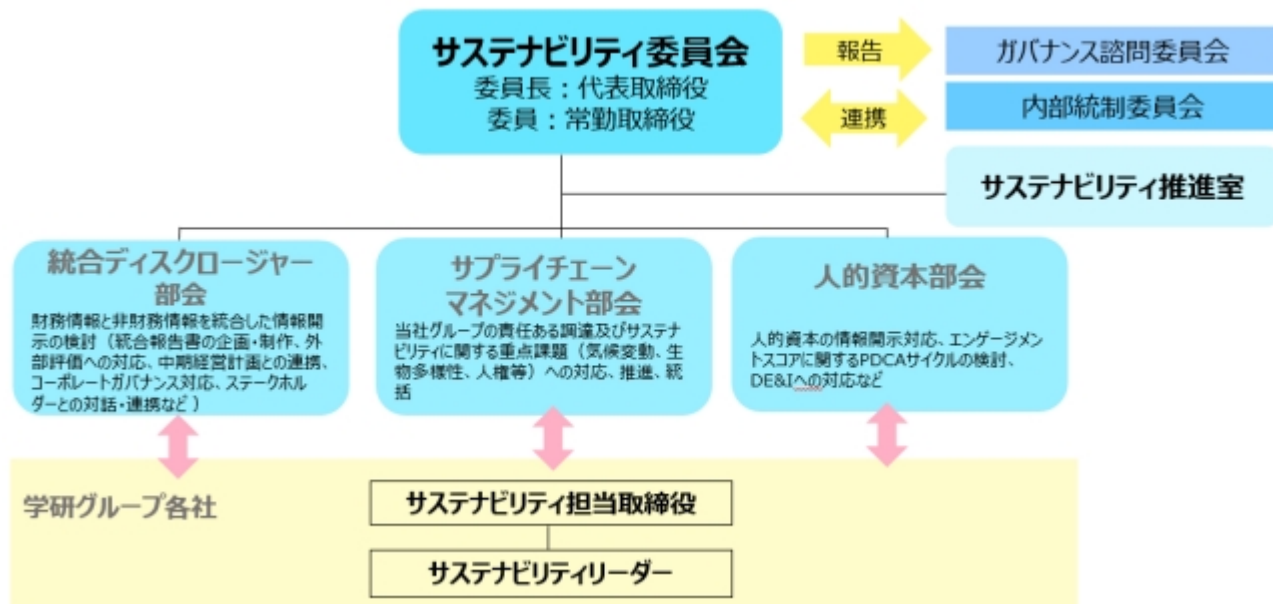 サステナビリティ委員会
委員長：代表取締役
委員：常勤取締役
報告
ガバナンス諮問委員会
連携
内部統制委員会
サステナビリティ推進室
統合ディスクロージャー
部会
財務情報と非財務情報を統合した情報開
示の検討（統合報告書の企画・制作、外
部評価への対応、中期経営計画との連携、
コーポレートガバナンス対応、ステークホル
ダーとの対話・連携など）
サプライチェーン
マネジメント部会
当社グループの責任ある調達及びサステナ
ビリティに関する重点課題（気候変動、生
物多様性、人権等）への対応、推進、統
括
人的資本部会
人的資本の情報開示対応、エンゲージメン
トスコアに関するPDCAサイクルの検討、
DE&Iへの対応など
学研グループ各社
サステナビリティ担当取締役
サステナビリティリーダー